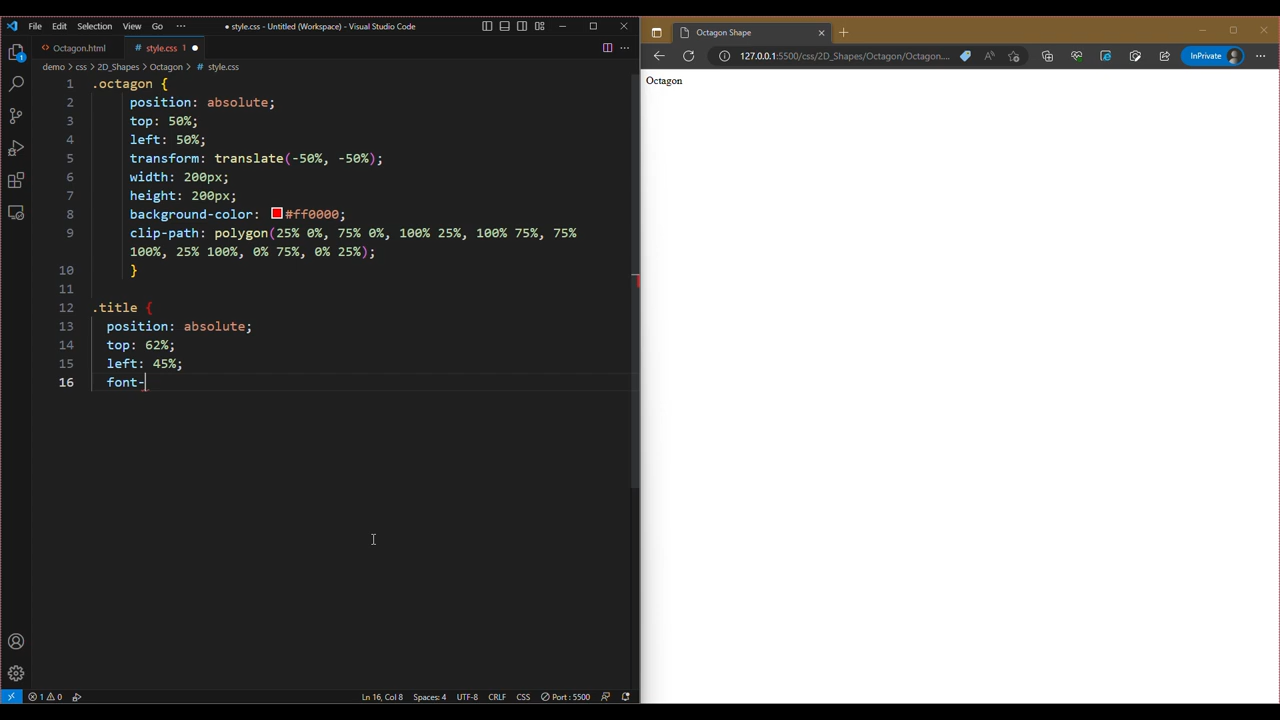 File Edit Selection View Go ··· ● style.css - Untitled (Workspace) - Visual Studio Code
Octagon.html # style.css 1 ●
demo > css > 2D_Shapes > Octagon > # style.css
1 .octagon {
2 position: absolute;
3 top: 50%;
4 left: 50%;
5 transform: translate(-50%, -50%);
6 width: 200px;
7 height: 200px;
8 background-color: #ff0000;
9 clip-path: polygon(25% 0%, 75% 0%, 100% 25%, 100% 75%, 75%
100%, 25% 100%, 0% 75%, 0% 25%);
10 }
11
12 .title {
13 position: absolute;
14 top: 62%;
15 left: 45%;
16 font-
1 0 Ln 16, Col 8 Spaces: 4 UTF-8 CRLF CSS Port : 5500
Octagon Shape
127.0.0.1:5500/css/2D_Shapes/Octagon/Octagon.... InPrivate
Octagon